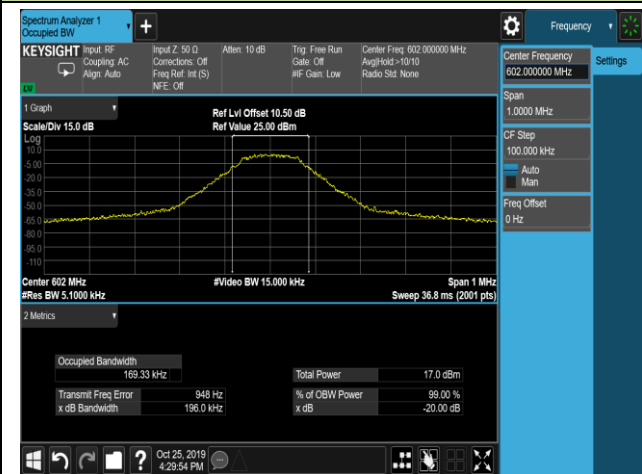 Spectrum Analyzer 1
Occupied BW
+
Frequency
KEYSIGHT
Input: RF
Coupling: AC
Align: Auto
Input Z: 50 Ω
Corrections: Off
Freq Ref: Int (S)
NFE: Off
Atten: 10 dB
Trig: Free Run
Gate: Off
#IF Gain: Low
Center Freq: 602.000000 MHz
Avg|Hold:>10/10
Radio Std: None
Center Frequency
602.000000 MHz
Settings
Span
1.0000 MHz
CF Step
100.000 kHz
Auto
Man
Freq Offset
0 Hz
1 Graph
Scale/Div 15.0 dB
Ref Lvl Offset 10.50 dB
Ref Value 25.00 dBm
Log
10.0
-5.00
-20.0
-35.0
-50.0
-65.0
-80.0
-95.0
-110
Center 602 MHz
#Res BW 5.1000 kHz
#Video BW 15.000 kHz
Span 1 MHz
Sweep 36.8 ms (2001 pts)
2 Metrics
Occupied Bandwidth
169.33 kHz
Total Power 17.0 dBm
Transmit Freq Error 948 Hz
% of OBW Power 99.00 %
x dB Bandwidth 196.0 kHz
x dB -20.00 dB
?
Oct 25, 2019
4:29:54 PM